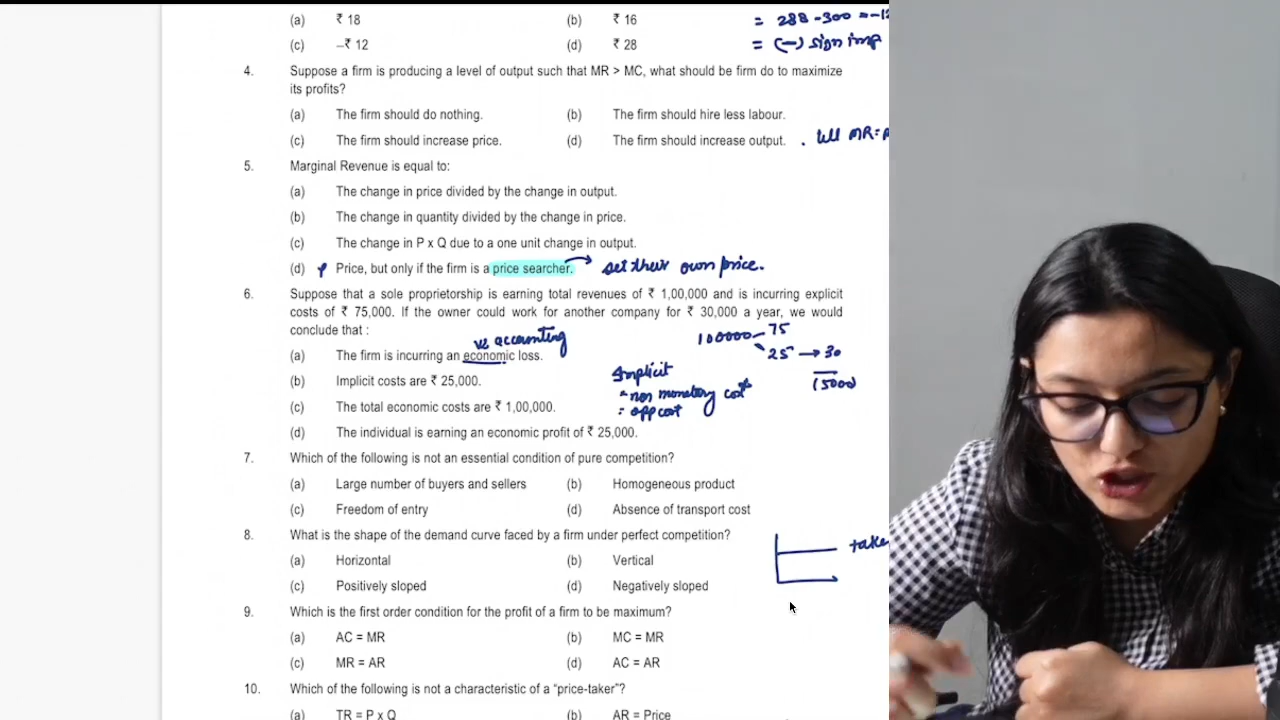 (a) ₹ 18 (b) ₹ 16 = 288 - 300 = -12
(c) –₹ 12 (d) ₹ 28 = (-) sign imp
4. Suppose a firm is producing a level of output such that MR > MC, what should be firm do to maximize
its profits?
(a) The firm should do nothing. (b) The firm should hire less labour.
(c) The firm should increase price. (d) The firm should increase output. . till MR =
5. Marginal Revenue is equal to:
(a) The change in price divided by the change in output.
(b) The change in quantity divided by the change in price.
(c) The change in P x Q due to a one unit change in output.
(d) Price, but only if the firm is a price searcher. → set their own price.
6. Suppose that a sole proprietorship is earning total revenues of ₹ 1,00,000 and is incurring explicit
costs of ₹ 75,000. If the owner could work for another company for ₹ 30,000 a year, we would
conclude that :
vs accounting
100000 75
(a) The firm is incurring an economic loss.
25 → 30
(5000)
Implicit
(b) Implicit costs are ₹ 25,000.
- non monetary cost
(c) The total economic costs are ₹ 1,00,000.
= opp cost
(d) The individual is earning an economic profit of ₹ 25,000.
7. Which of the following is not an essential condition of pure competition?
(a) Large number of buyers and sellers (b) Homogeneous product
(c) Freedom of entry (d) Absence of transport cost
8. What is the shape of the demand curve faced by a firm under perfect competition?
take
(a) Horizontal (b) Vertical
(c) Positively sloped (d) Negatively sloped
9. Which is the first order condition for the profit of a firm to be maximum?
(a) AC = MR (b) MC = MR
(c) MR = AR (d) AC = AR
10. Which of the following is not a characteristic of a “price-taker”?
(a) TR = P x Q (b) AR = Price